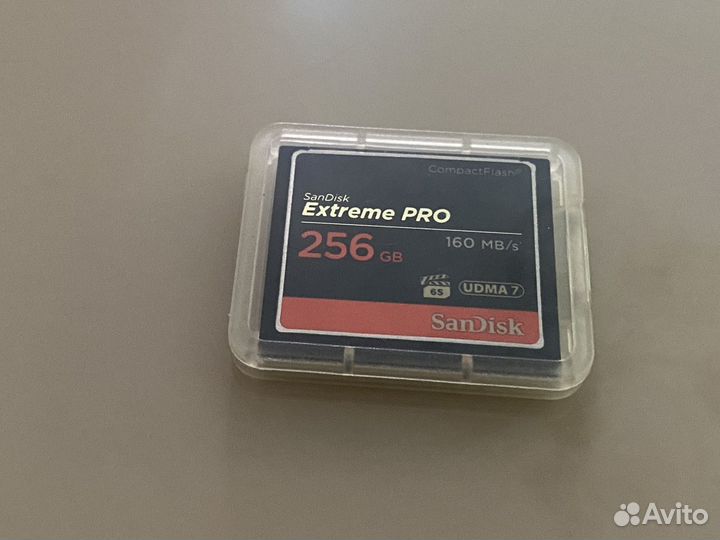 CompactFlash®
SanDisk
Extreme PRO
256 GB
160 MB/s
6S
UDMA 7
SanDisk
Avito